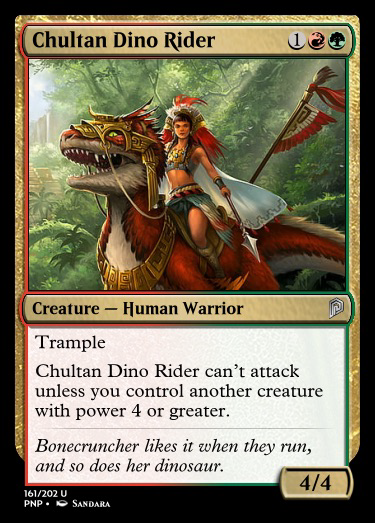 Chultan Dino Rider 1
Creature — Human Warrior
Trample
Chultan Dino Rider can't attack
unless you control another creature
with power 4 or greater.
Bonecruncher likes it when they run,
and so does her dinosaur.
4/4
161/202 U
PNP • Sandara